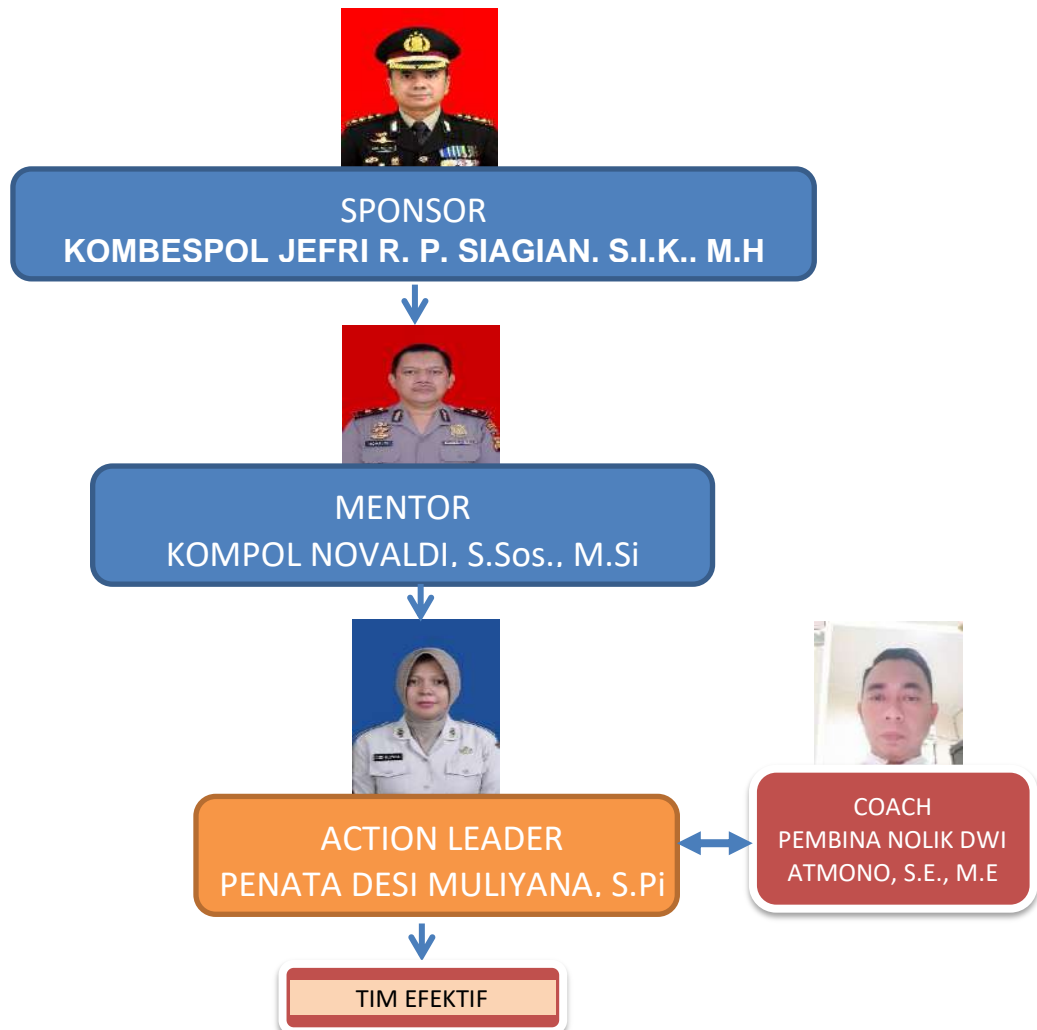 SPONSOR
KOMBESPOL JEFRI R. P. SIAGIAN. S.I.K.. M.H
MENTOR
KOMPOL NOVALDI, S.Sos., M.Si
ACTION LEADER
PENATA DESI MULIYANA, S.Pi
COACH
PEMBINA NOLIK DWI
ATMONO, S.E., M.E
TIM EFEKTIF